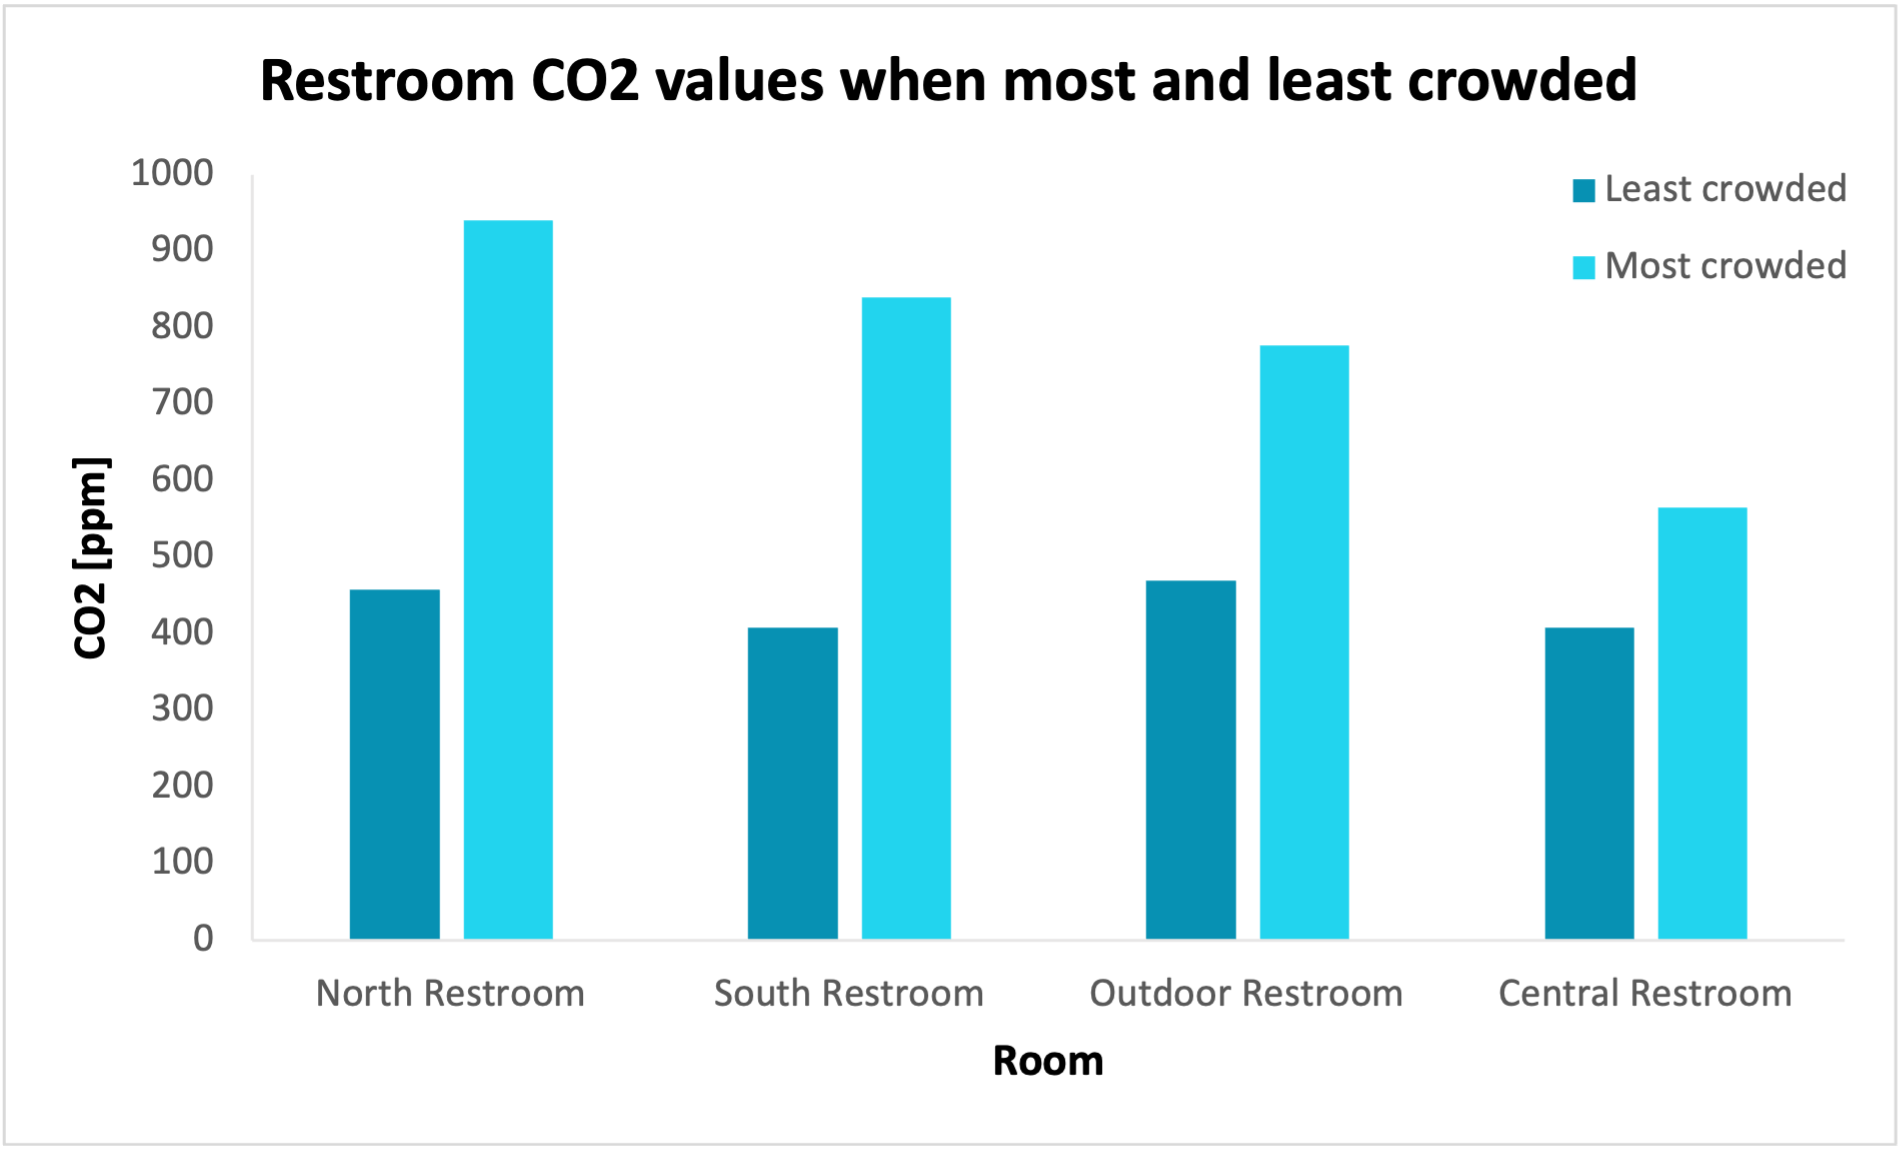 Restroom CO2 values when most and least crowded
1000
900
800
700
600
500
400
300
200
100
0
CO2 [ppm]
Least crowded
Most crowded
North Restroom
South Restroom
Outdoor Restroom
Central Restroom
Room